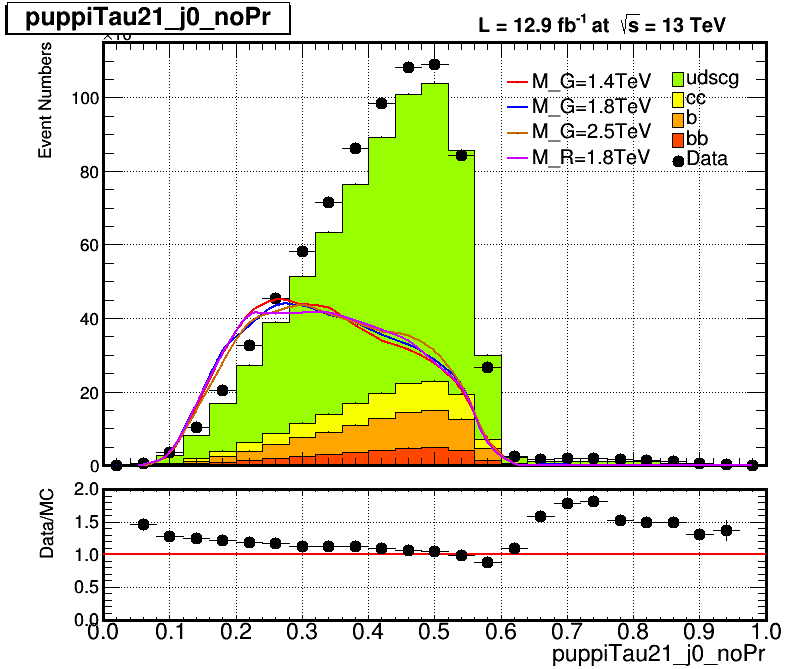 puppiTau21_j0_noPr
L = 12.9 fb⁻¹ at √s = 13 TeV
Event Numbers
100
80
60
40
20
0
M_G=1.4TeV
M_G=1.8TeV
M_G=2.5TeV
M_R=1.8TeV
udscg
cc
b
bb
Data
Data/MC
2.0
1.5
1.0
0.5
0.0
0.0 0.1 0.2 0.3 0.4 0.5 0.6 0.7 0.8 0.9 1.0
puppiTau21_j0_noPr